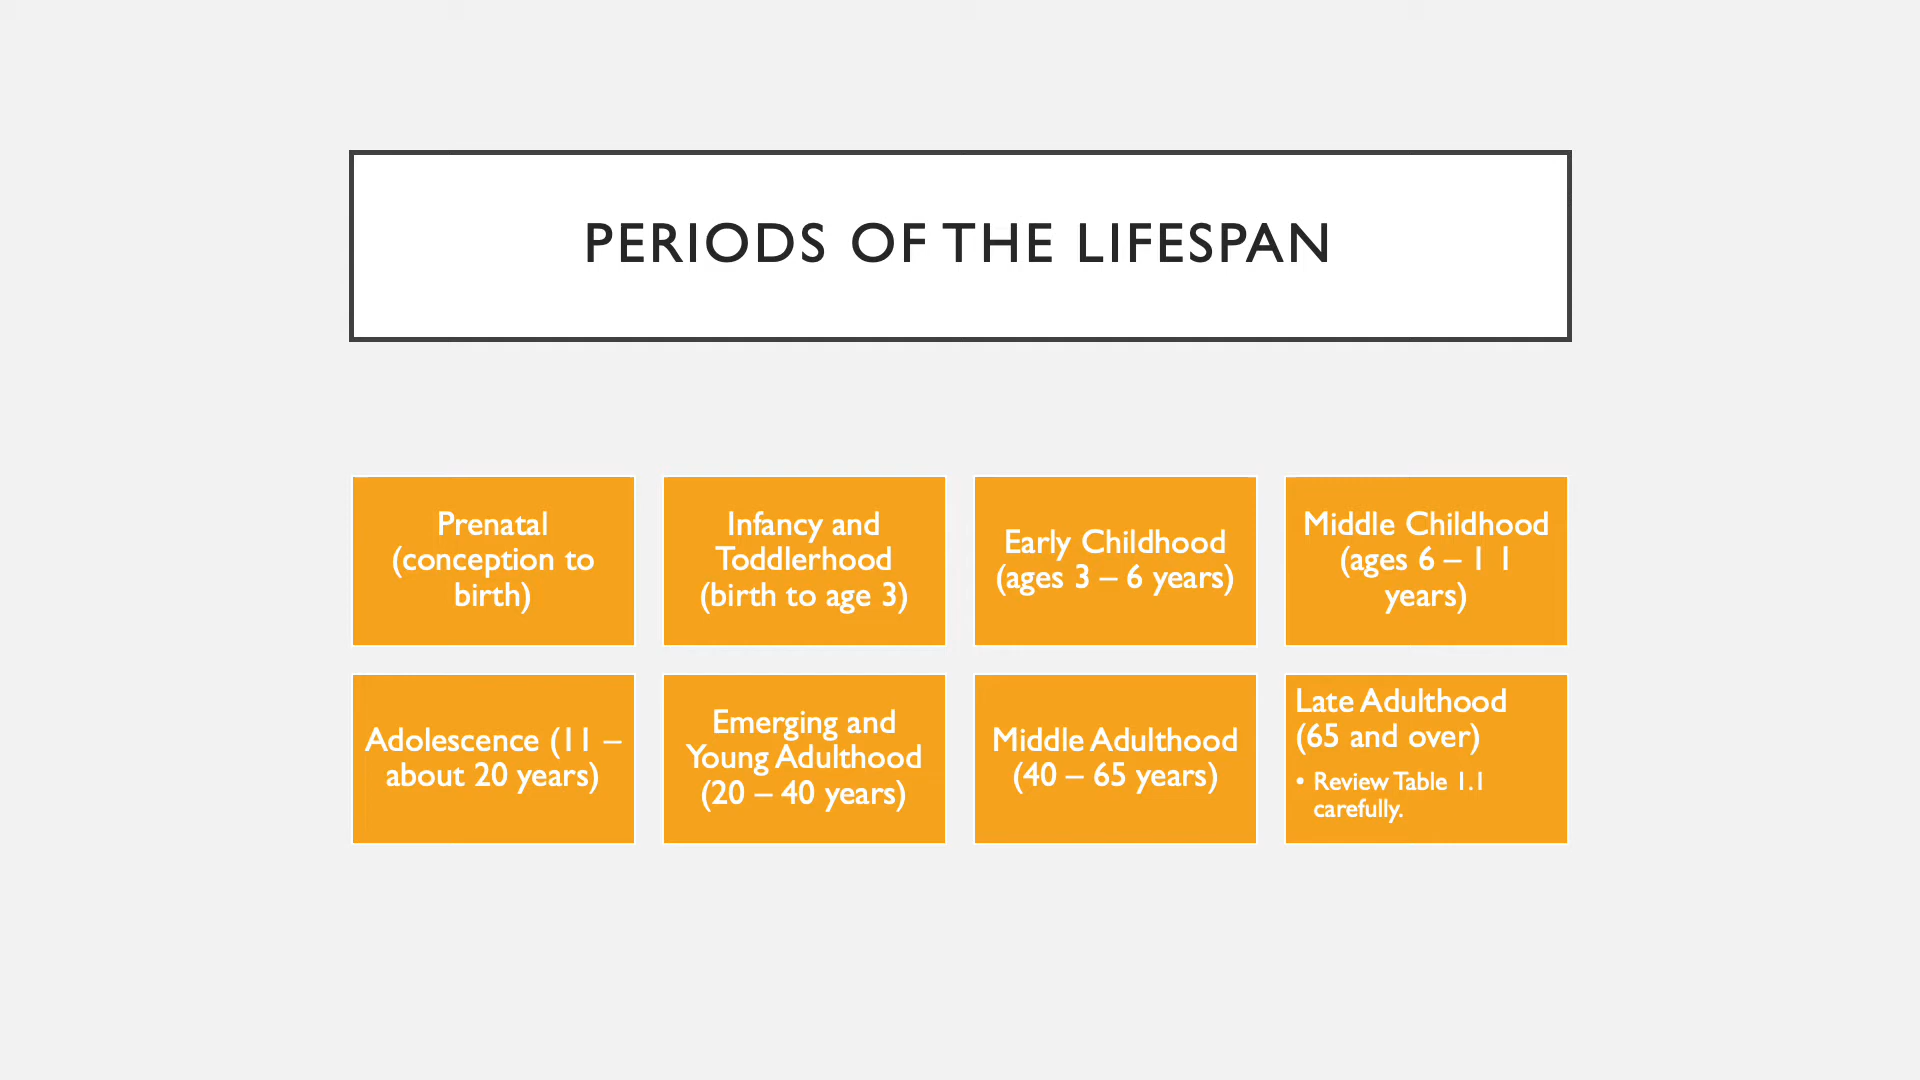 PERIODS OF THE LIFESPAN
Prenatal
(conception to
birth)
Infancy and
Toddlerhood
(birth to age 3)
Early Childhood
(ages 3 – 6 years)
Middle Childhood
(ages 6 – 1 1
years)
Adolescence (11 –
about 20 years)
Emerging and
Young Adulthood
(20 – 40 years)
Middle Adulthood
(40 – 65 years)
Late Adulthood
(65 and over)
• Review Table 1.1
carefully.